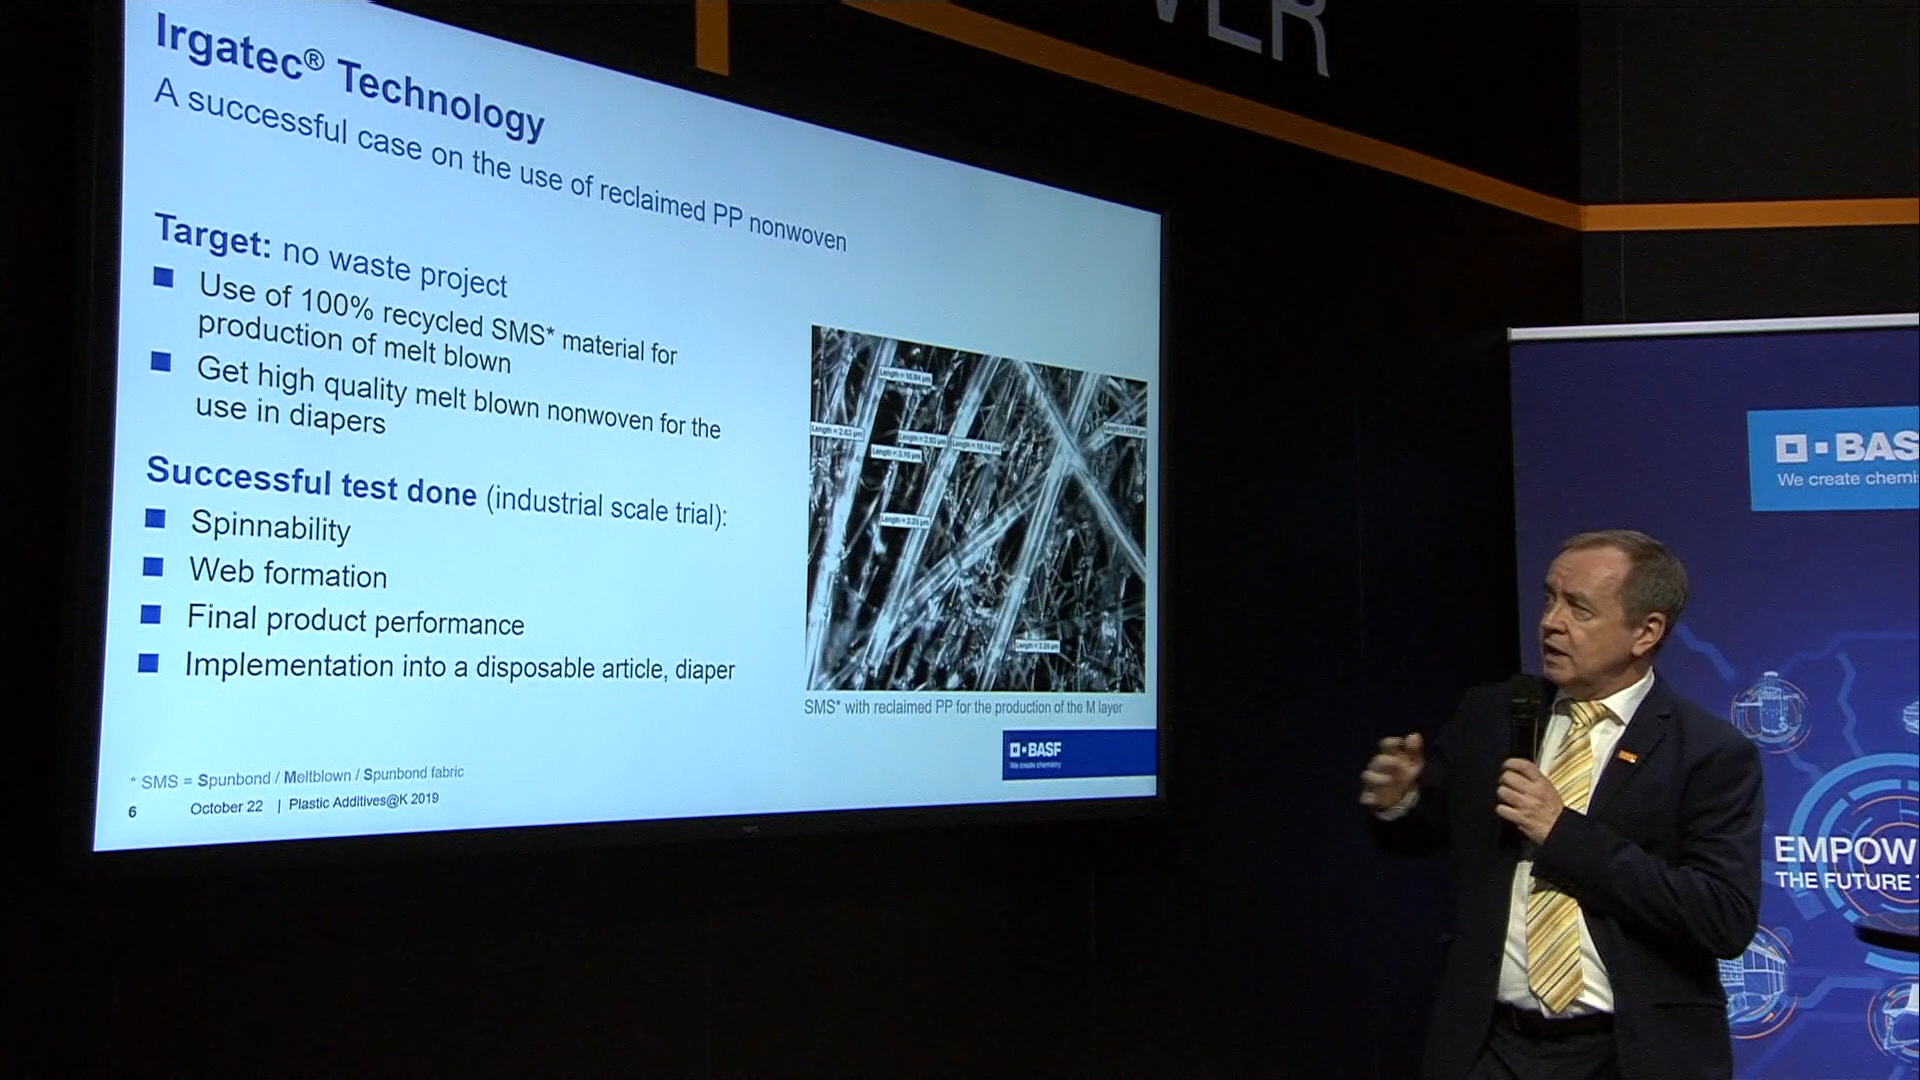 VER
Irgatec® Technology
A successful case on the use of reclaimed PP nonwoven
Target: no waste project
Use of 100% recycled SMS* material for
production of melt blown
Get high quality melt blown nonwoven for the
use in diapers
Successful test done (industrial scale trial):
Spinnability
Web formation
Final product performance
Implementation into a disposable article, diaper
SMS* with reclaimed PP for the production of the M layer
BASF
We create chemistry
* SMS = Spunbond / Meltblown / Spunbond fabric
6 October 22 | Plastic Additives@K 2019
BAS
We create chemi
EMPOW
THE FUTURE